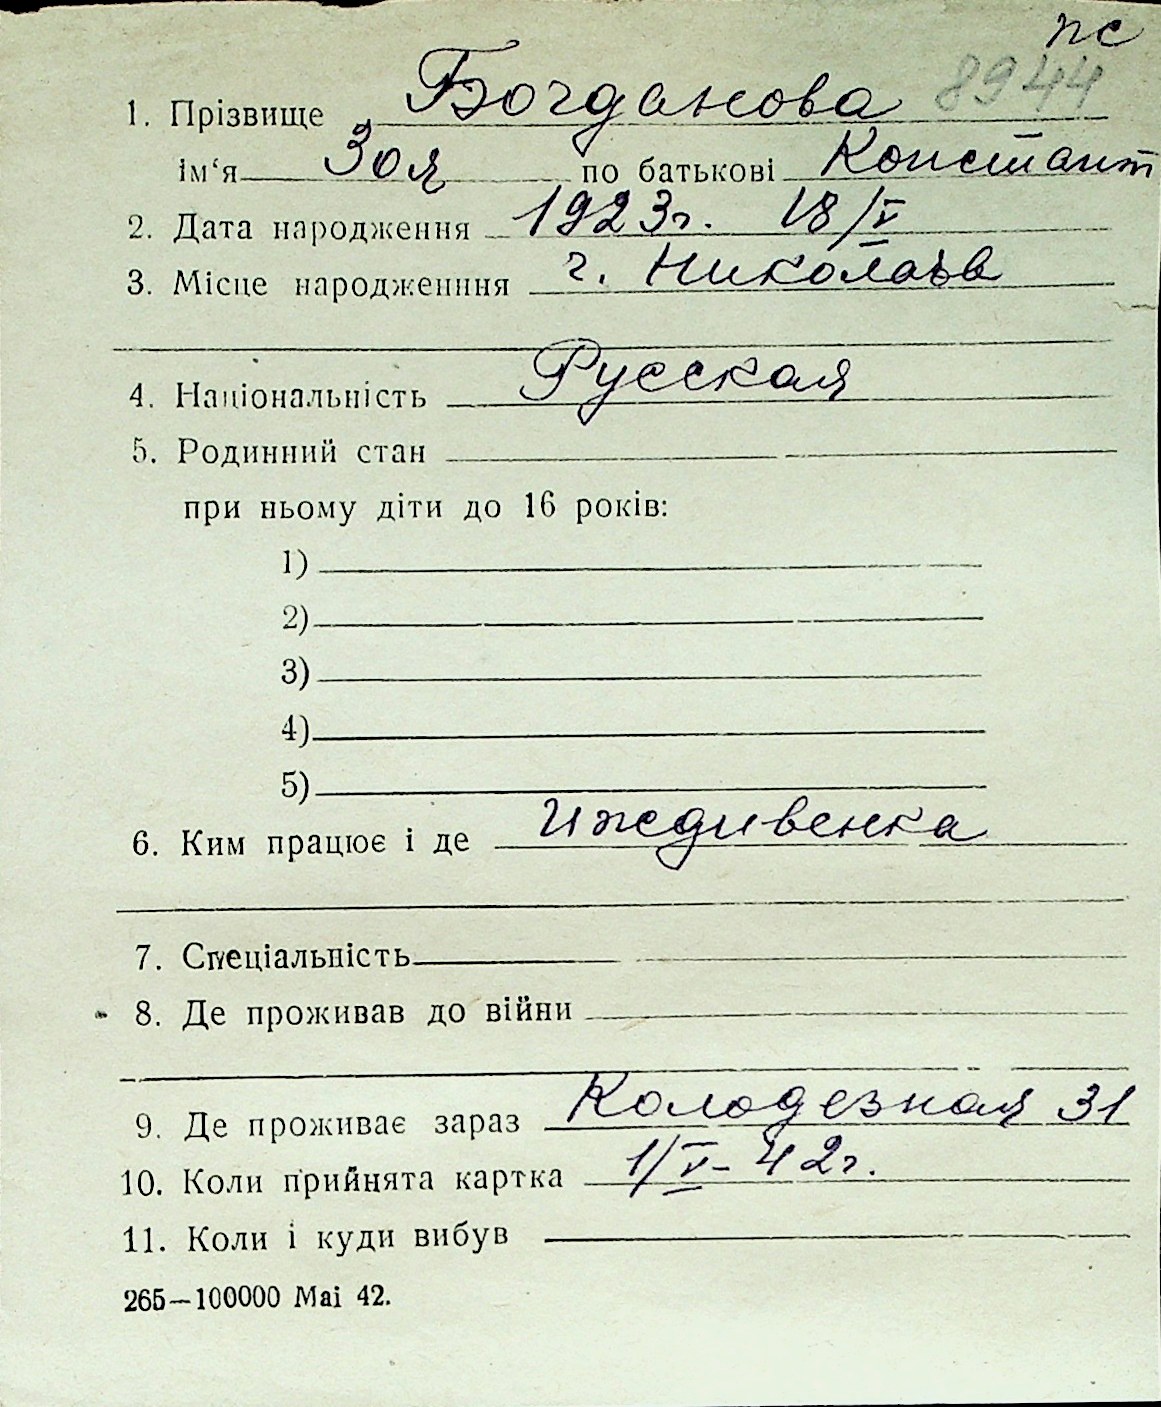 пс
8944
1. Прізвище Богданова
ім‘я Зоя по батькові Констант
2. Дата народження 1923г. 18/V
3. Місце народженння г. Николаев
4. Національність Русская
5. Родинний стан
при ньому діти до 16 років:
1)
2)
3)
4)
5)
6. Ким працює і де Иждивенка
7. Спеціальність
8. Де проживав до війни
9. Де проживає зараз Колодезная 31
10. Коли прийнята картка 1/V-42г.
11. Коли і куди вибув
265—100000 Mai 42.